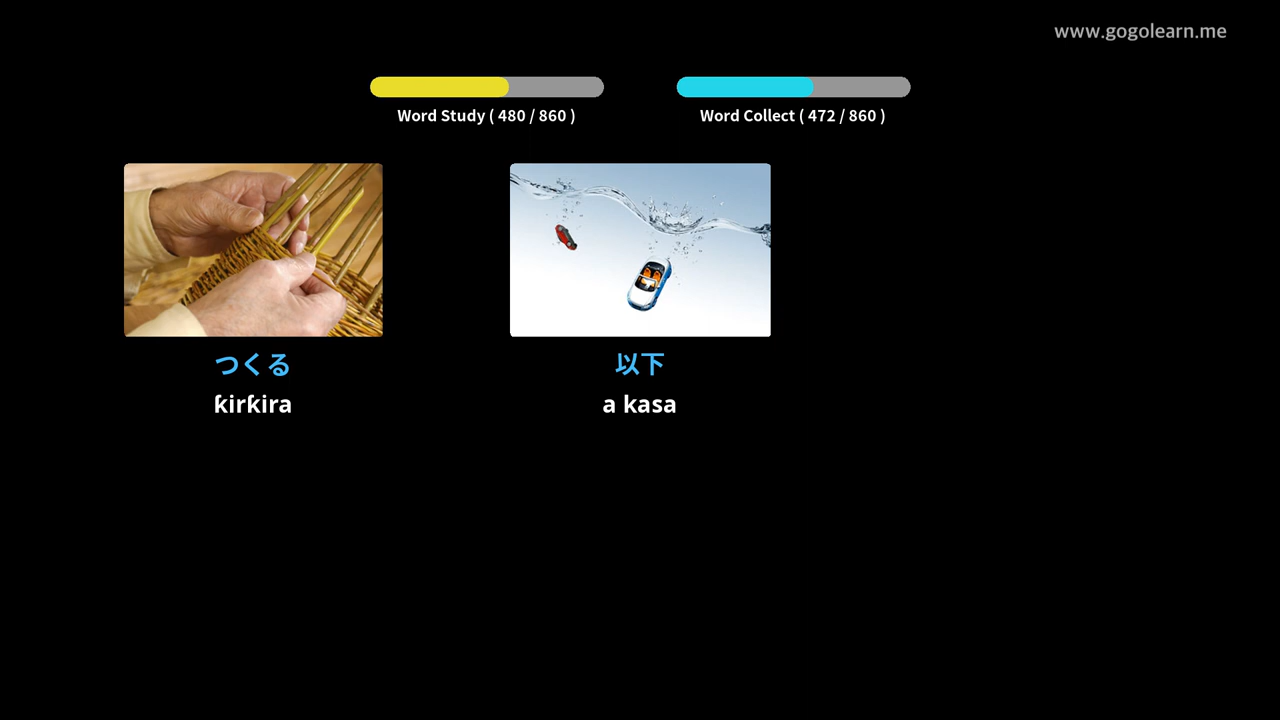 www.gogolearn.me
Word Study ( 480 / 860 )
Word Collect ( 472 / 860 )
つくる
ƙirƙira
以下
a kasa